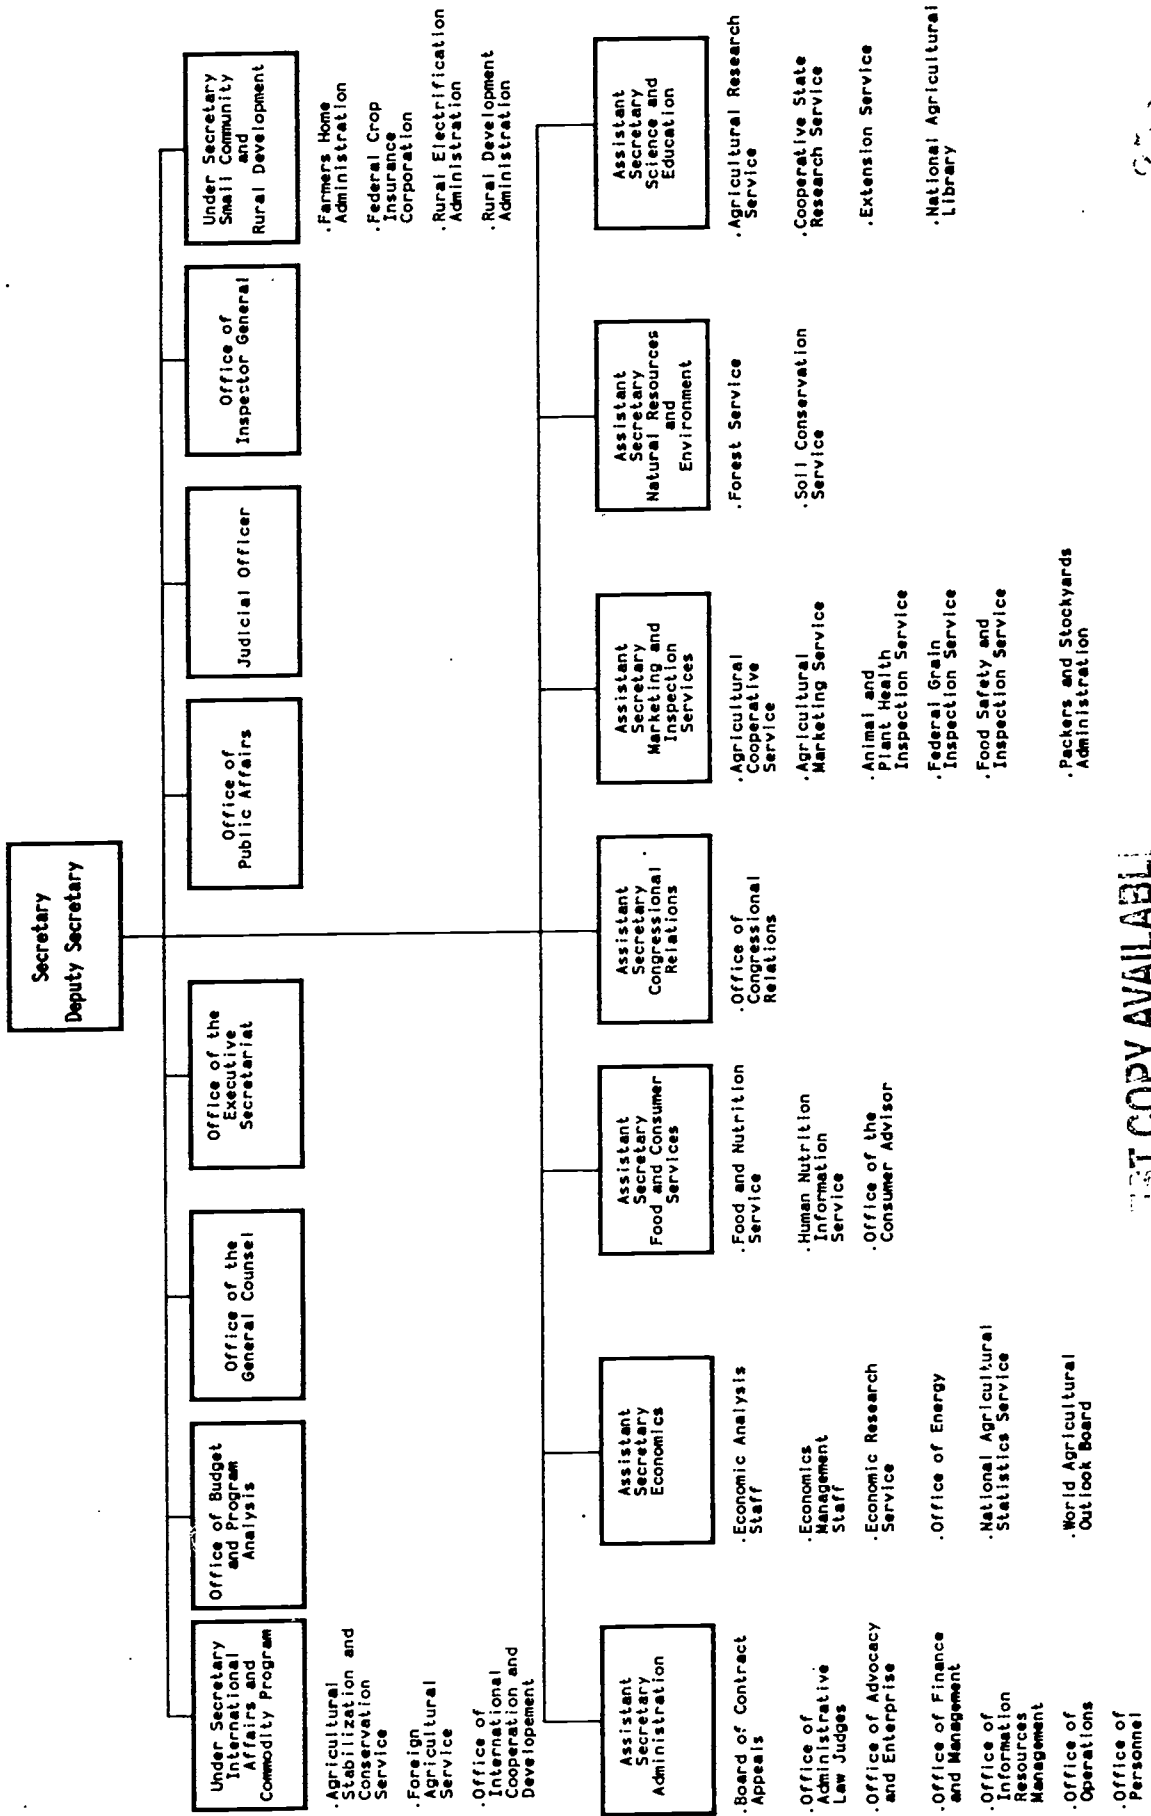 Secretary
Deputy Secretary
Under Secretary
International
Affairs and
Commodity Program
.Agricultural
Stabilization and
Conservation
Service
.Foreign
Agricultural
Service
.Office of
International
Cooperation and
Developement
Office of Budget
and Program
Analysis
Office of the
General Counsel
Office of the
Executive
Secretariat
Office of
Public Affairs
Judicial Officer
Office of
Inspector General
Under Secretary
Small Community
and
Rural Development
.Farmers Home
Administration
.Federal Crop
Insurance
Corporation
.Rural Electrification
Administration
.Rural Development
Administration
Assistant
Secretary
Administration
.Board of Contract
Appeals
.Office of
Administrative
Law Judges
.Office of Advocacy
and Enterprise
.Office of Finance
and Management
.Office of
Information
Resources
Management
.Office of
Operations
Office of
Personnel
Assistant
Secretary
Economics
.Economic Analysis
Staff
.Economics
Management
Staff
.Economic Research
Service
.Office of Energy
.National Agricultural
Statistics Service
.World Agricultural
Outlook Board
Assistant
Secretary
Food and Consumer
Services
.Food and Nutrition
Service
.Human Nutrition
Information
Service
.Office of the
Consumer Advisor
Assistant
Secretary
Congressional
Relations
.Office of
Congressional
Relations
Assistant
Secretary
Marketing and
Inspection
Services
.Agricultural
Cooperative
Service
.Agricultural
Marketing Service
.Animal and
Plant Health
Inspection Service
.Federal Grain
Inspection Service
.Food Safety and
Inspection Service
.Packers and Stockyards
Administration
Assistant
Secretary
Natural Resources
and
Environment
.Forest Service
.Soil Conservation
Service
Assistant
Secretary
Science and
Education
.Agricultural Research
Service
.Cooperative State
Research Service
.Extension Service
.National Agricultural
Library
COPY AVAILABL